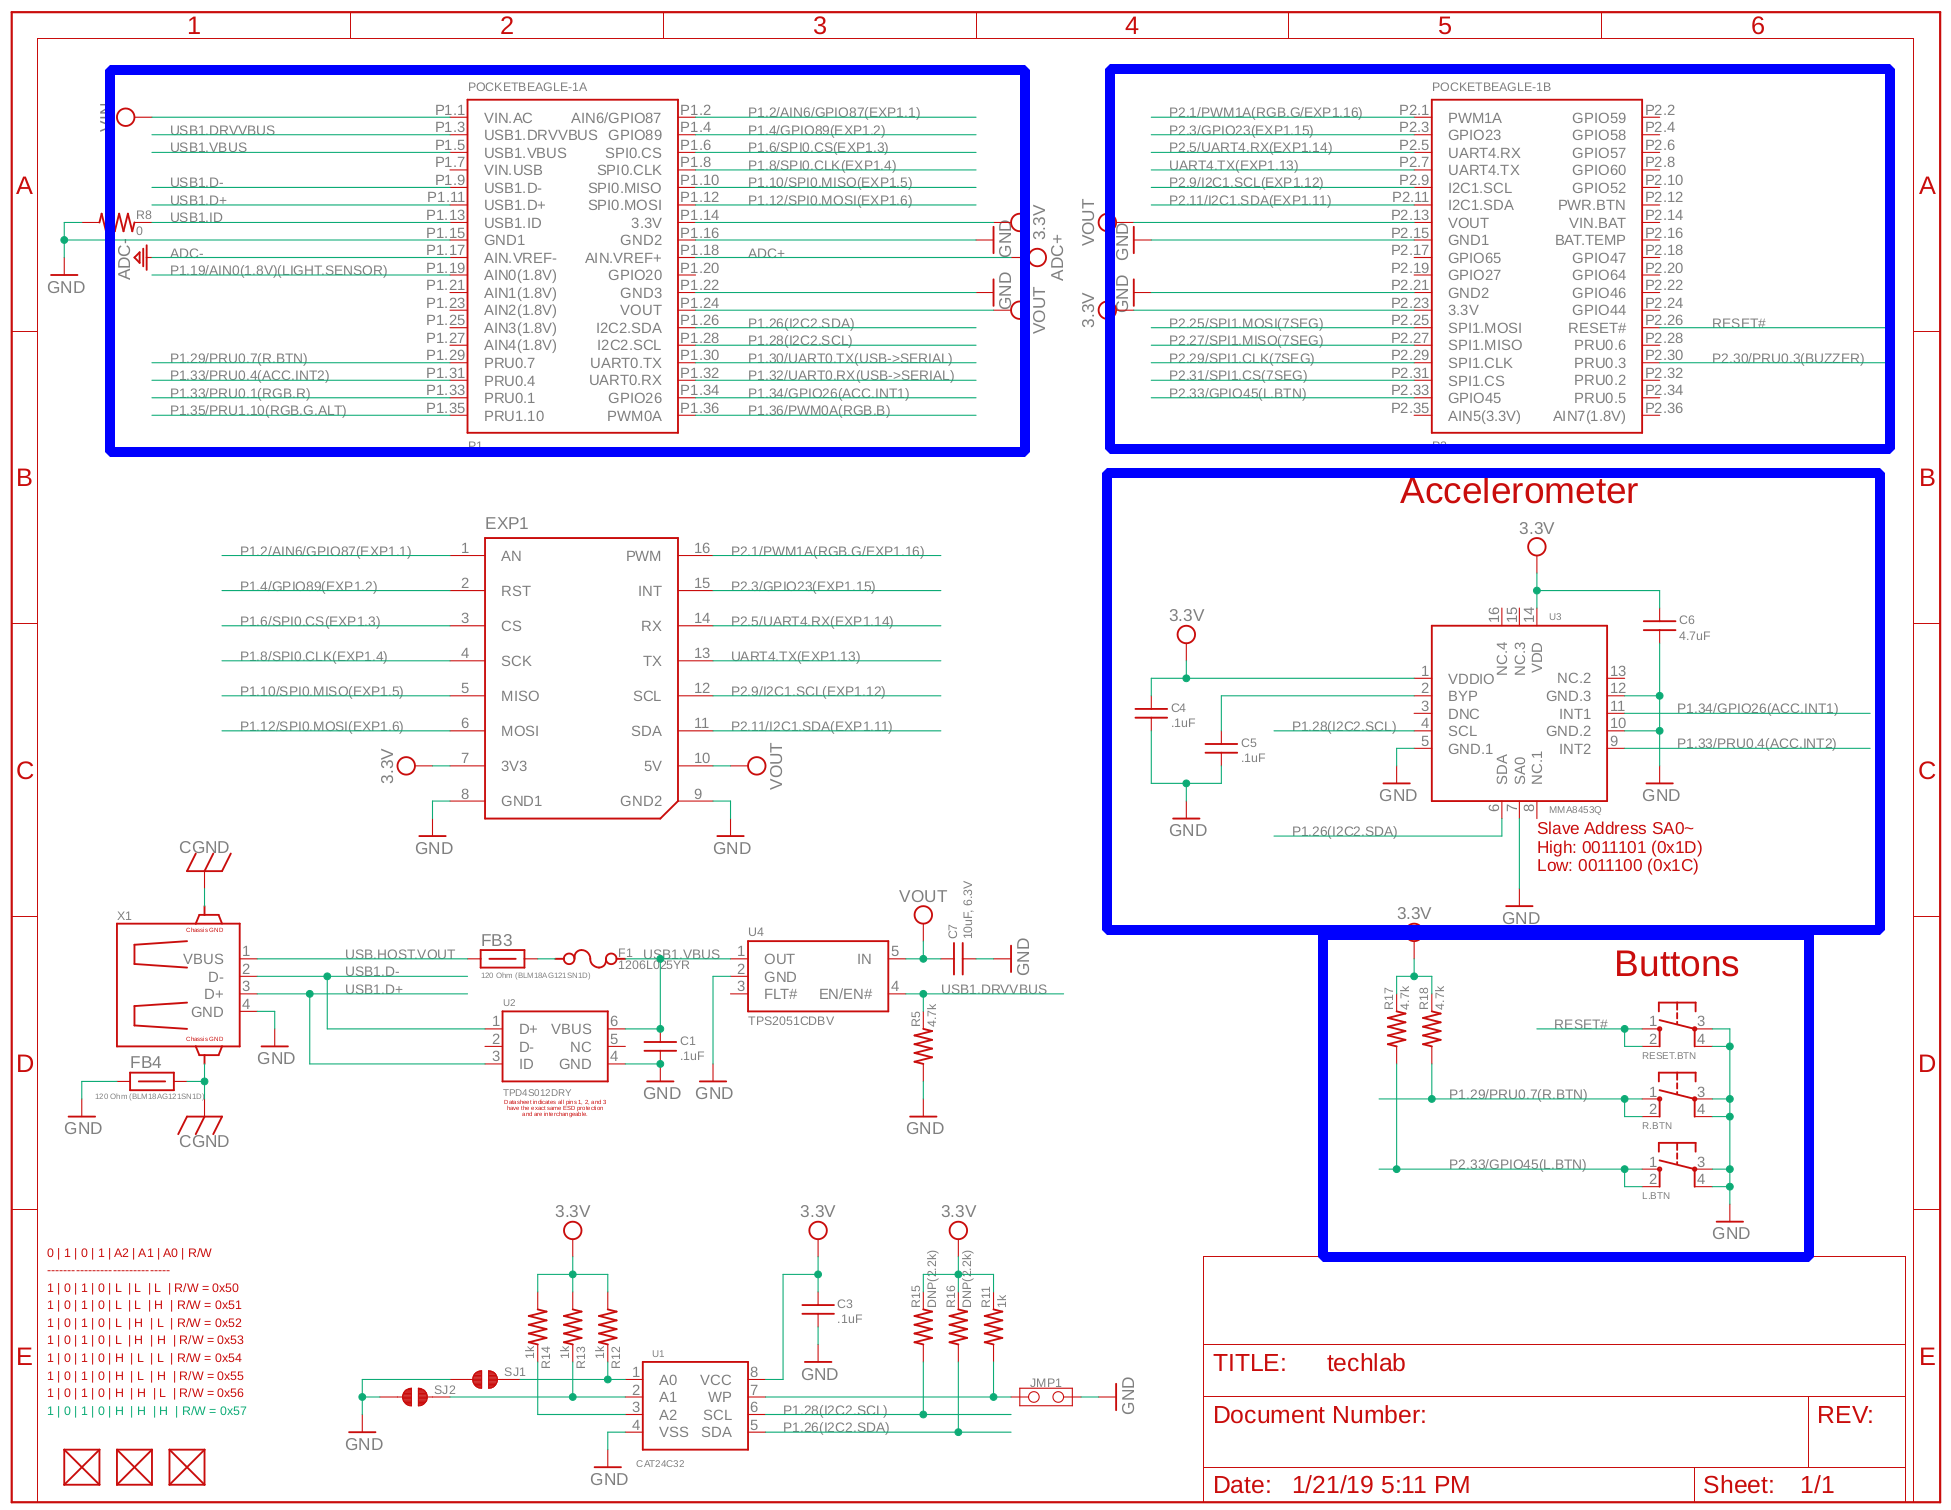 1 2 3 4 5 6
A A
B B
C C
D D
E E
POCKETBEAGLE-1A
VIN
P1.1 VIN.AC AIN6/GPIO87 P1.2 P1.2/AIN6/GPIO87(EXP1.1)
USB1.DRVVBUS P1.3 USB1.DRVVBUS GPIO89 P1.4 P1.4/GPIO89(EXP1.2)
USB1.VBUS P1.5 USB1.VBUS SPI0.CS P1.6 P1.6/SPI0.CS(EXP1.3)
P1.7 VIN.USB SPI0.CLK P1.8 P1.8/SPI0.CLK(EXP1.4)
USB1.D- P1.9 USB1.D- SPI0.MISO P1.10 P1.10/SPI0.MISO(EXP1.5)
USB1.D+ P1.11 USB1.D+ SPI0.MOSI P1.12 P1.12/SPI0.MOSI(EXP1.6)
R8 0 USB1.ID P1.13 USB1.ID 3.3V P1.14 3.3V
GND P1.15 GND1 GND2 P1.16 GND
ADC- ADC- P1.17 AIN.VREF- AIN.VREF+ P1.18 ADC+ ADC+
P1.19/AIN0(1.8V)(LIGHT.SENSOR) P1.19 AIN0(1.8V) GPIO20 P1.20
P1.21 AIN1(1.8V) GND3 P1.22 GND
P1.23 AIN2(1.8V) VOUT P1.24 VOUT
P1.25 AIN3(1.8V) I2C2.SDA P1.26 P1.26(I2C2.SDA)
P1.27 AIN4(1.8V) I2C2.SCL P1.28 P1.28(I2C2.SCL)
P1.29/PRU0.7(R.BTN) P1.29 PRU0.7 UART0.TX P1.30 P1.30/UART0.TX(USB->SERIAL)
P1.33/PRU0.4(ACC.INT2) P1.31 PRU0.4 UART0.RX P1.32 P1.32/UART0.RX(USB->SERIAL)
P1.33/PRU0.1(RGB.R) P1.33 PRU0.1 GPIO26 P1.34 P1.34/GPIO26(ACC.INT1)
P1.35/PRU1.10(RGB.G.ALT) P1.35 PRU1.10 PWM0A P1.36 P1.36/PWM0A(RGB.B)
POCKETBEAGLE-1B
P2.1/PWM1A(RGB.G/EXP1.16) P2.1 PWM1A GPIO59 P2.2
P2.3/GPIO23(EXP1.15) P2.3 GPIO23 GPIO58 P2.4
P2.5/UART4.RX(EXP1.14) P2.5 UART4.RX GPIO57 P2.6
UART4.TX(EXP1.13) P2.7 UART4.TX GPIO60 P2.8
P2.9/I2C1.SCL(EXP1.12) P2.9 I2C1.SCL GPIO52 P2.10
P2.11/I2C1.SDA(EXP1.11) P2.11 I2C1.SDA PWR.BTN P2.12
VOUT P2.13 VOUT VIN.BAT P2.14
GND P2.15 GND1 BAT.TEMP P2.16
P2.17 GPIO65 GPIO47 P2.18
P2.19 GPIO27 GPIO64 P2.20
GND P2.21 GND2 GPIO46 P2.22
3.3V P2.23 3.3V GPIO44 P2.24
P2.25/SPI1.MOSI(7SEG) P2.25 SPI1.MOSI RESET# P2.26 RESET#
P2.27/SPI1.MISO(7SEG) P2.27 SPI1.MISO PRU0.6 P2.28
P2.29/SPI1.CLK(7SEG) P2.29 SPI1.CLK PRU0.3 P2.30 P2.30/PRU0.3(BUZZER)
P2.31/SPI1.CS(7SEG) P2.31 SPI1.CS PRU0.2 P2.32
P2.33/GPIO45(L.BTN) P2.33 GPIO45 PRU0.5 P2.34
P2.35 AIN5(3.3V) AIN7(1.8V) P2.36
EXP1
P1.2/AIN6/GPIO87(EXP1.1) 1 AN PWM 16 P2.1/PWM1A(RGB.G/EXP1.16)
P1.4/GPIO89(EXP1.2) 2 RST INT 15 P2.3/GPIO23(EXP1.15)
P1.6/SPI0.CS(EXP1.3) 3 CS RX 14 P2.5/UART4.RX(EXP1.14)
P1.8/SPI0.CLK(EXP1.4) 4 SCK TX 13 UART4.TX(EXP1.13)
P1.10/SPI0.MISO(EXP1.5) 5 MISO SCL 12 P2.9/I2C1.SCL(EXP1.12)
P1.12/SPI0.MOSI(EXP1.6) 6 MOSI SDA 11 P2.11/I2C1.SDA(EXP1.11)
3.3V 7 3V3 5V 10 VOUT
8 GND1 GND2 9
GND GND
Accelerometer
3.3V
16 15 14 U3
NC.4 NC.3 VDD
C6
4.7uF
3.3V
1 VDDIO NC.2 13
2 BYP GND.3 12
C4 .1uF 3 DNC INT1 11 P1.34/GPIO26(ACC.INT1)
P1.28(I2C2.SCL) 4 SCL GND.2 10
C5 .1uF 5 GND.1 INT2 9 P1.33/PRU0.4(ACC.INT2)
SDA SA0 NC.1
GND GND GND
6 7 8 MMA8453Q
P1.26(I2C2.SDA)
Slave Address SA0~
High: 0011101 (0x1D)
Low: 0011100 (0x1C)
GND
CGND
X1
Chassis GND
VBUS 1 USB.HOST.VOUT FB3 F1 USB1.VBUS
120 Ohm (BLM18AG121SN1D) 1206L025YR
D- 2 USB1.D-
D+ 3 USB1.D+
GND 4
Chassis GND
GND
FB4
120 Ohm (BLM18AG121SN1D)
GND CGND
U2
1 D+ VBUS 6
2 D- NC 5
3 ID GND 4
C1
.1uF
GND
TPD4S012DRY
Datasheet indicates all pins 1, 2, and 3
have the exact same ESD protection
and are interchangeable.
VOUT
C7 10uF, 6.3V
GND
U4
1 OUT IN 5
2 GND
3 FLT# EN/EN# 4 USB1.DRVVBUS
TPS2051CDBV
R5 4.7k
GND GND
3.3V
Buttons
R17 4.7k R18 4.7k
RESET# 1 3
2 4
RESET.BTN
P1.29/PRU0.7(R.BTN) 1 3
2 4
R.BTN
P2.33/GPIO45(L.BTN) 1 3
2 4
L.BTN
GND
0 | 1 | 0 | 1 | A2 | A1 | A0 | R/W
-----------------------------
1 | 0 | 1 | 0 | L | L | L | R/W = 0x50
1 | 0 | 1 | 0 | L | L | H | R/W = 0x51
1 | 0 | 1 | 0 | L | H | L | R/W = 0x52
1 | 0 | 1 | 0 | L | H | H | R/W = 0x53
1 | 0 | 1 | 0 | H | L | L | R/W = 0x54
1 | 0 | 1 | 0 | H | L | H | R/W = 0x55
1 | 0 | 1 | 0 | H | H | L | R/W = 0x56
1 | 0 | 1 | 0 | H | H | H | R/W = 0x57
3.3V 3.3V 3.3V
1k R14 1k R13 1k R12
C3
.1uF
GND
R15 DNP(2.2k) R16 DNP(2.2k) R11 1k
U1
SJ1 1 A0 VCC 8
SJ2 2 A1 WP 7 JMP1 GND
3 A2 SCL 6 P1.28(I2C2.SCL)
4 VSS SDA 5 P1.26(I2C2.SDA)
GND GND CAT24C32
TITLE: techlab
Document Number: REV:
Date: 1/21/19 5:11 PM Sheet: 1/1